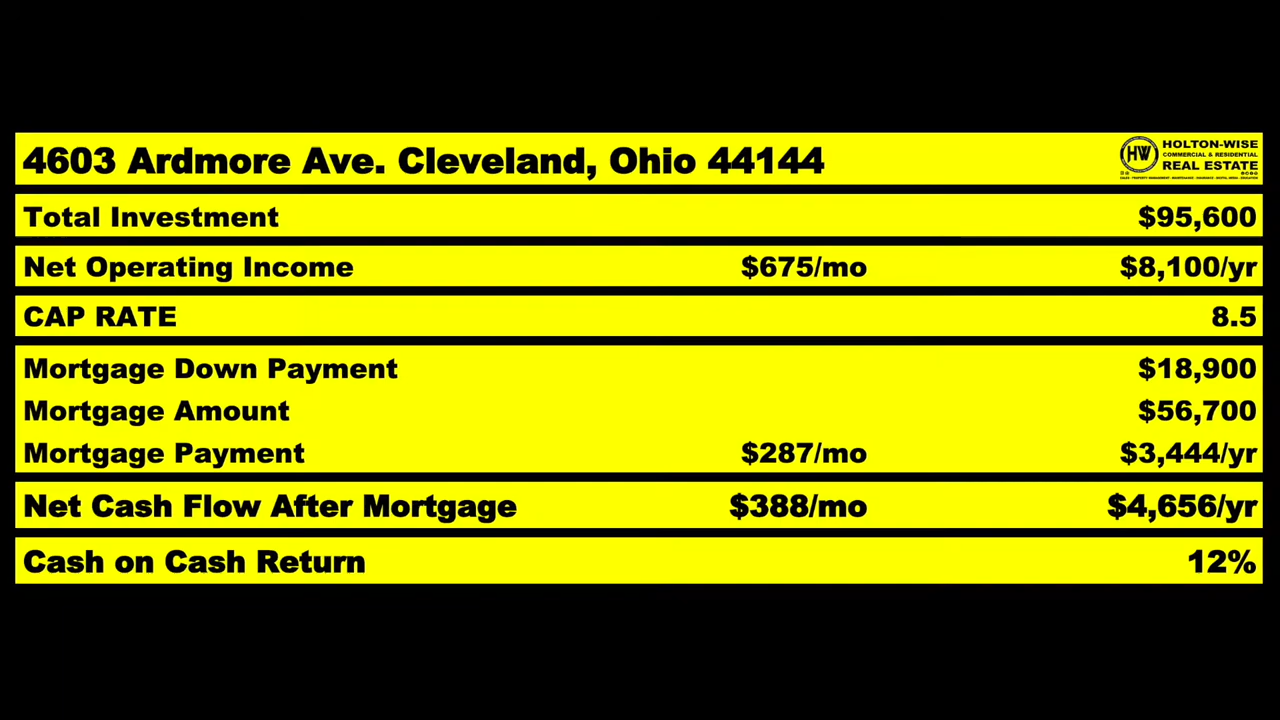 4603 Ardmore Ave. Cleveland, Ohio 44144
HW
HOLTON-WISE
COMMERCIAL & RESIDENTIAL
REAL ESTATE
Total Investment $95,600
Net Operating Income $675/mo $8,100/yr
CAP RATE 8.5
Mortgage Down Payment $18,900
Mortgage Amount $56,700
Mortgage Payment $287/mo $3,444/yr
Net Cash Flow After Mortgage $388/mo $4,656/yr
Cash on Cash Return 12%